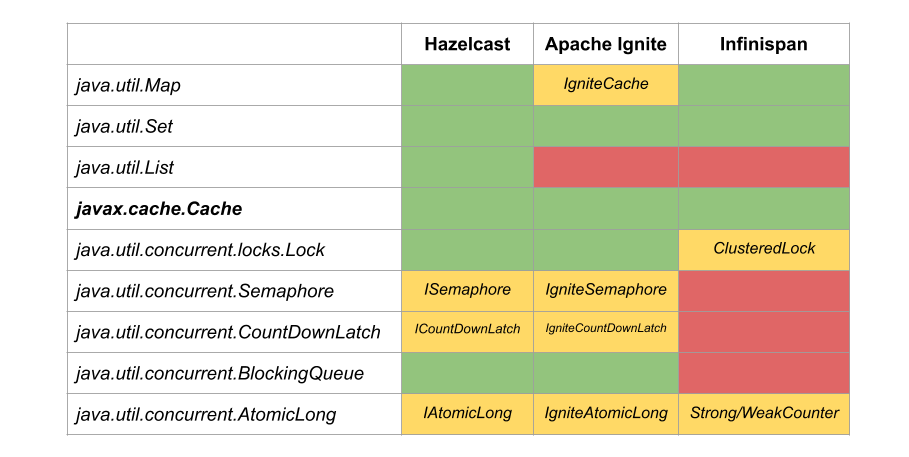 Hazelcast Apache Ignite Infinispan
java.util.Map IgniteCache
java.util.Set
java.util.List
javax.cache.Cache
java.util.concurrent.locks.Lock ClusteredLock
java.util.concurrent.Semaphore ISemaphore IgniteSemaphore
java.util.concurrent.CountDownLatch ICountDownLatch IgniteCountDownLatch
java.util.concurrent.BlockingQueue
java.util.concurrent.AtomicLong IAtomicLong IgniteAtomicLong Strong/WeakCounter